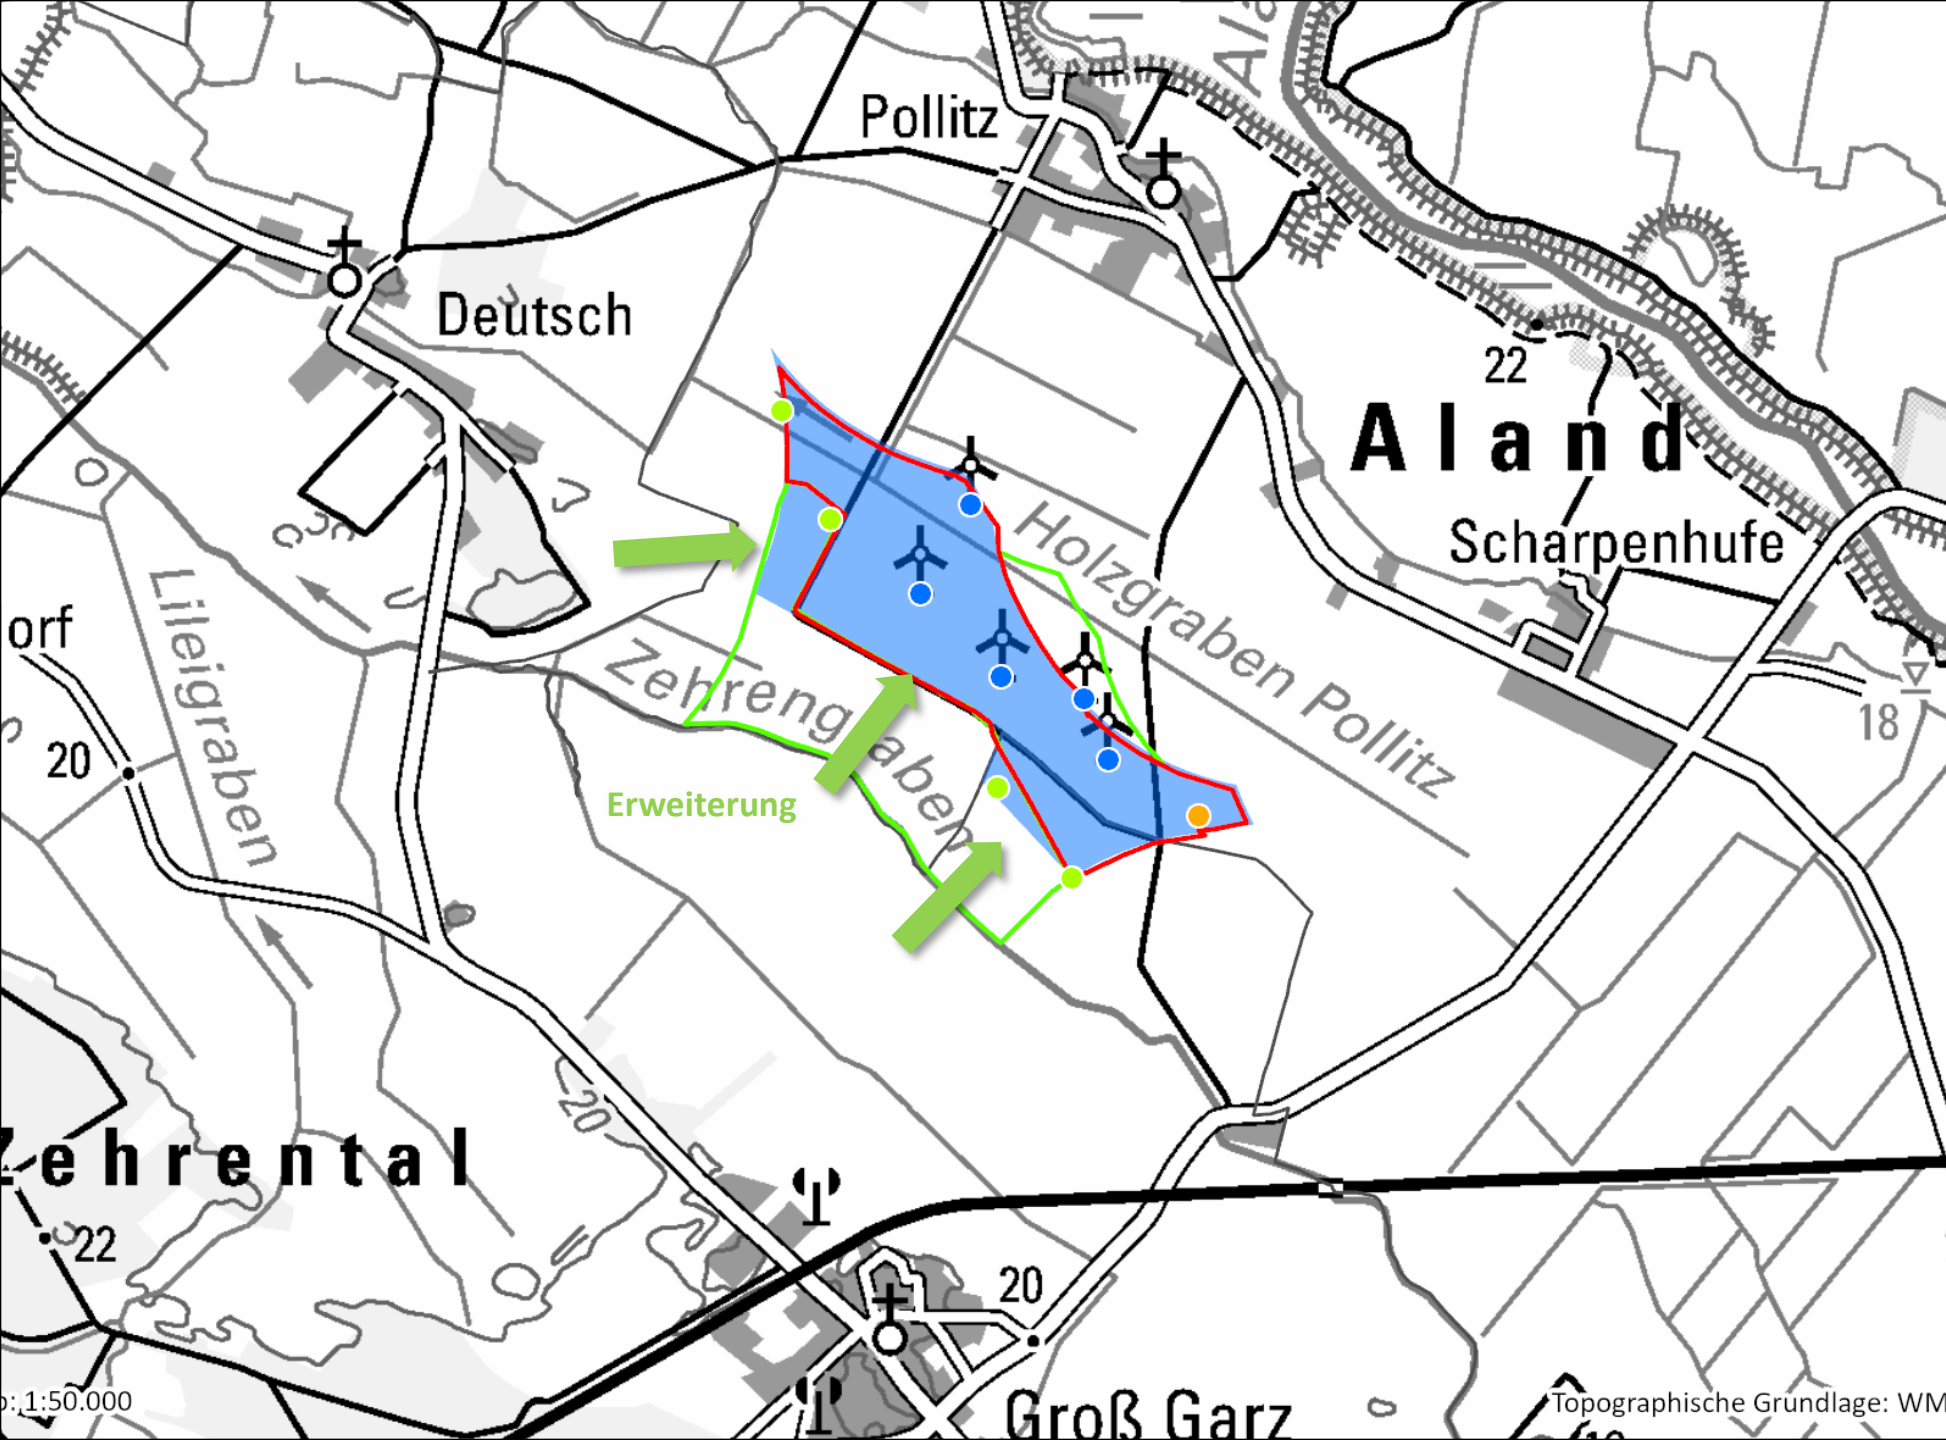 Ala
Pollitz
Deutsch
22
Aland
Scharpenhufe
Holzgraben Pollitz
Lileigraben
orf
Zehrengraben
18
20
Erweiterung
20
Zehrental
22
20
Groß Garz
1:50.000
Topographische Grundlage: WM